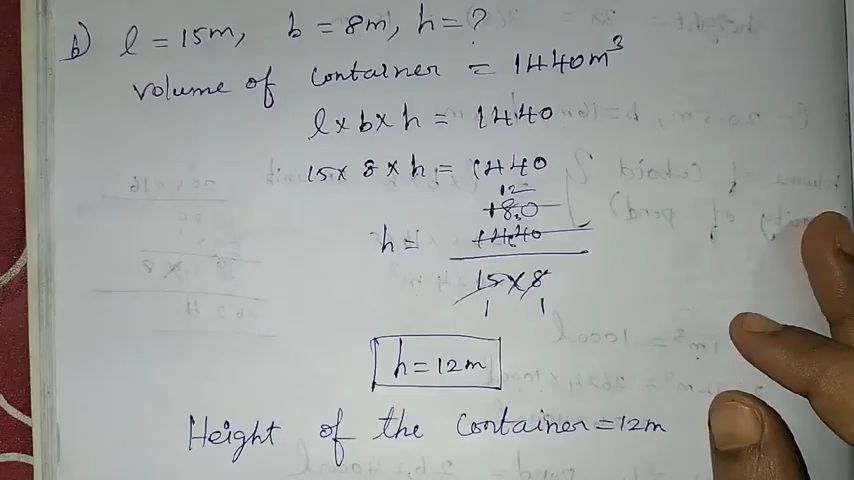 b) l = 15m, b = 8m, h = ?
volume of container = 1440m³
l x b x h = 1440
15 x 8 x h = 1440
12
180
h = 1440
15 x 8
1 1
h = 12m
Height of the container = 12m